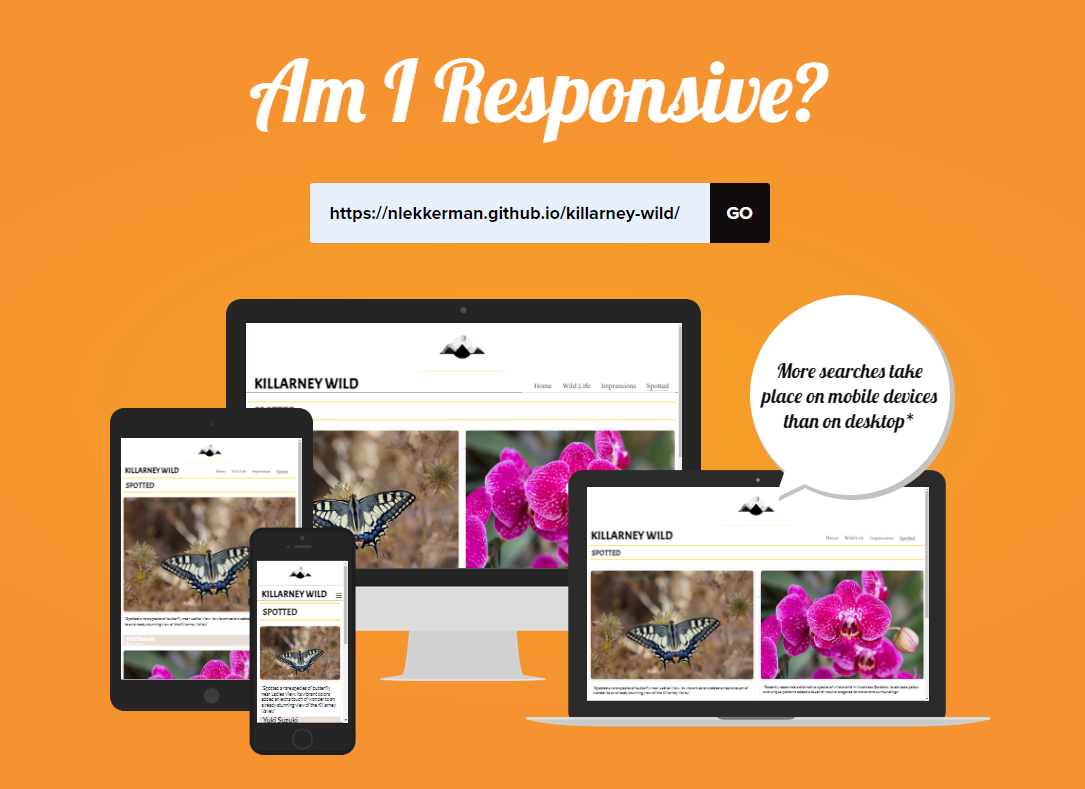 Am I Responsive?
https://nlekkerman.github.io/killarney-wild/
GO
More searches take
place on mobile devices
than on desktop*
KILLARNEY WILD
Home Wild Life Impressions Spotted
SPOTTED
KILLARNEY WILD
Home Wild Life Impressions Spotted
SPOTTED
"Spotted a rare species of butterfly near Ladies View. Its vibrant colors added an extra touch of
wonder to an already stunning view of the Killarney Valley."
Yuki Suzuki
KILLARNEY WILD
SPOTTED
"Spotted a rare species of butterfly
near Ladies View. Its vibrant colors
added an extra touch of wonder to an
already stunning view of the Killarney
Valley."
Yuki Suzuki
KILLARNEY WILD
Home Wild Life Impressions Spotted
SPOTTED
"Spotted a rare species of butterfly near Ladies View. Its vibrant colors added an extra touch of
wonder to an already stunning view of the Killarney Valley."